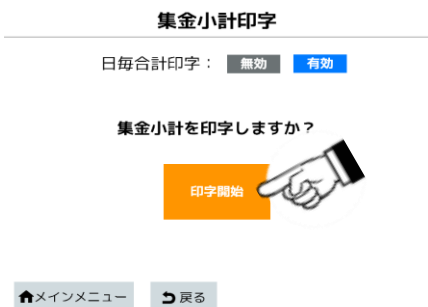 集金小計印字
日毎合計印字： 無効 有効
集金小計を印字しますか？
印字開始
メインメニュー 戻る